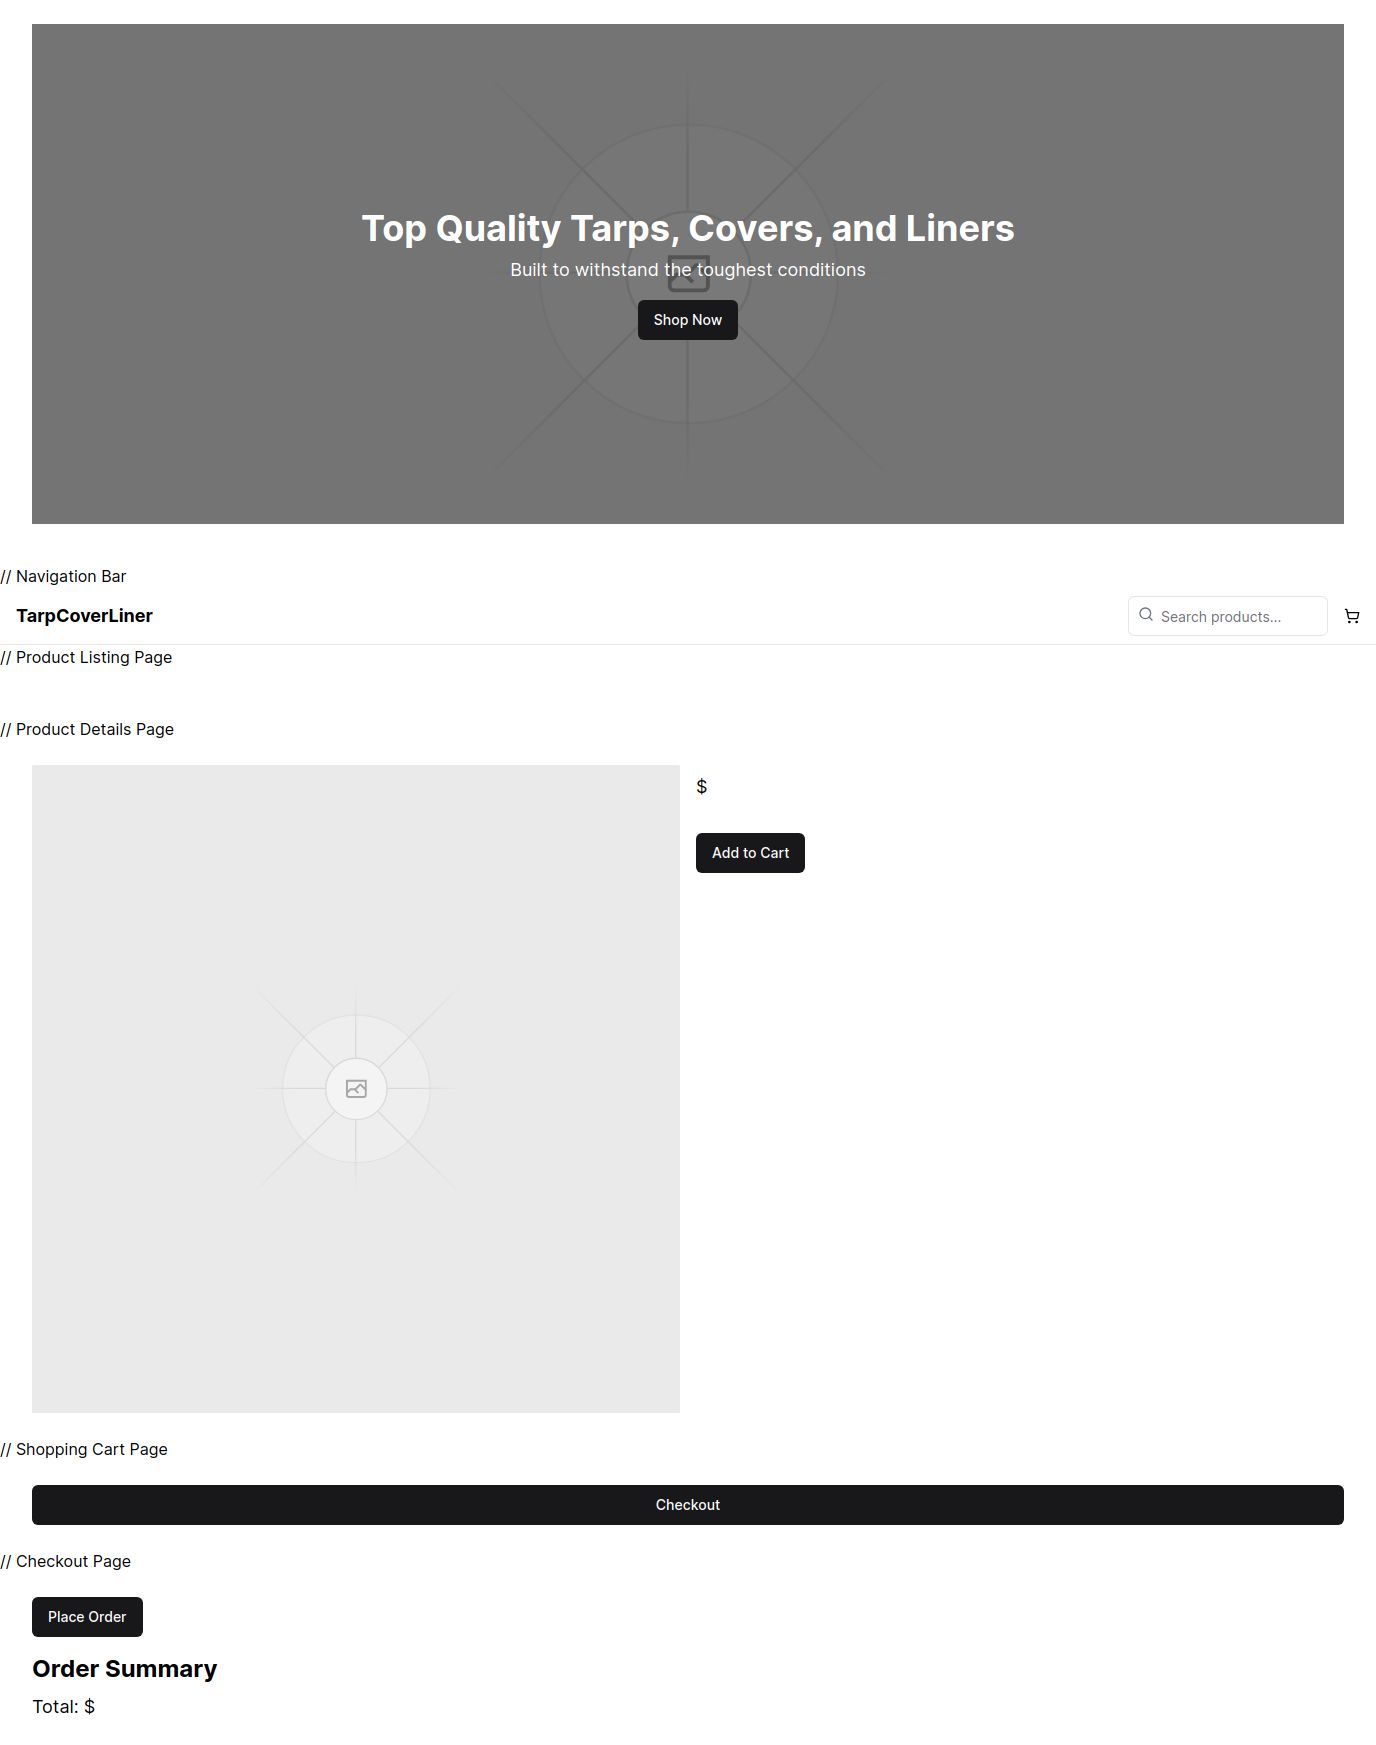 Top Quality Tarps, Covers, and Liners
Built to withstand the toughest conditions
Shop Now
// Navigation Bar
TarpCoverLiner
Search products...
// Product Listing Page
// Product Details Page
$
Add to Cart
// Shopping Cart Page
Checkout
// Checkout Page
Place Order
Order Summary
Total: $